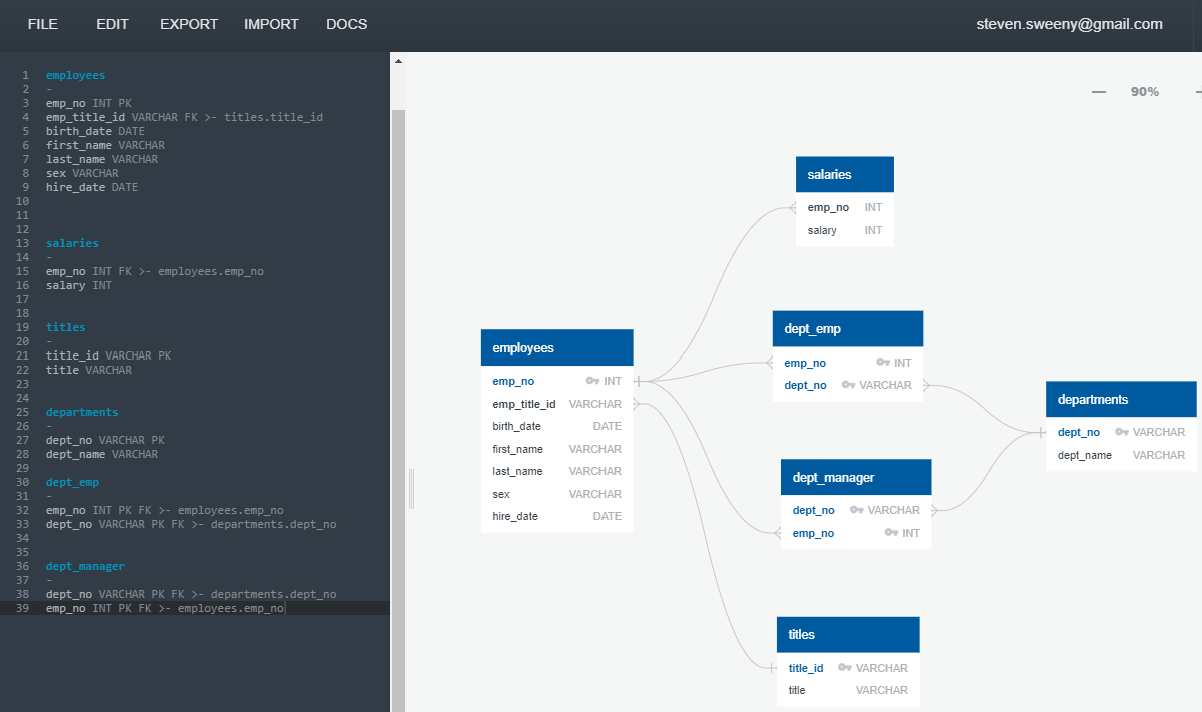 FILE EDIT EXPORT IMPORT DOCS steven.sweeny@gmail.com
1 employees
2 -
3 emp_no INT PK
4 emp_title_id VARCHAR FK >- titles.title_id
5 birth_date DATE
6 first_name VARCHAR
7 last_name VARCHAR
8 sex VARCHAR
9 hire_date DATE
10
11
12
13 salaries
14 -
15 emp_no INT FK >- employees.emp_no
16 salary INT
17
18
19 titles
20 -
21 title_id VARCHAR PK
22 title VARCHAR
23
24
25 departments
26 -
27 dept_no VARCHAR PK
28 dept_name VARCHAR
29
30 dept_emp
31 -
32 emp_no INT PK FK >- employees.emp_no
33 dept_no VARCHAR PK FK >- departments.dept_no
34
35
36 dept_manager
37 -
38 dept_no VARCHAR PK FK >- departments.dept_no
39 emp_no INT PK FK >- employees.emp_no
90%
salaries
emp_no INT
salary INT
dept_emp
emp_no INT
dept_no VARCHAR
employees
emp_no INT
emp_title_id VARCHAR
birth_date DATE
first_name VARCHAR
last_name VARCHAR
sex VARCHAR
hire_date DATE
departments
dept_no VARCHAR
dept_name VARCHAR
dept_manager
dept_no VARCHAR
emp_no INT
titles
title_id VARCHAR
title VARCHAR